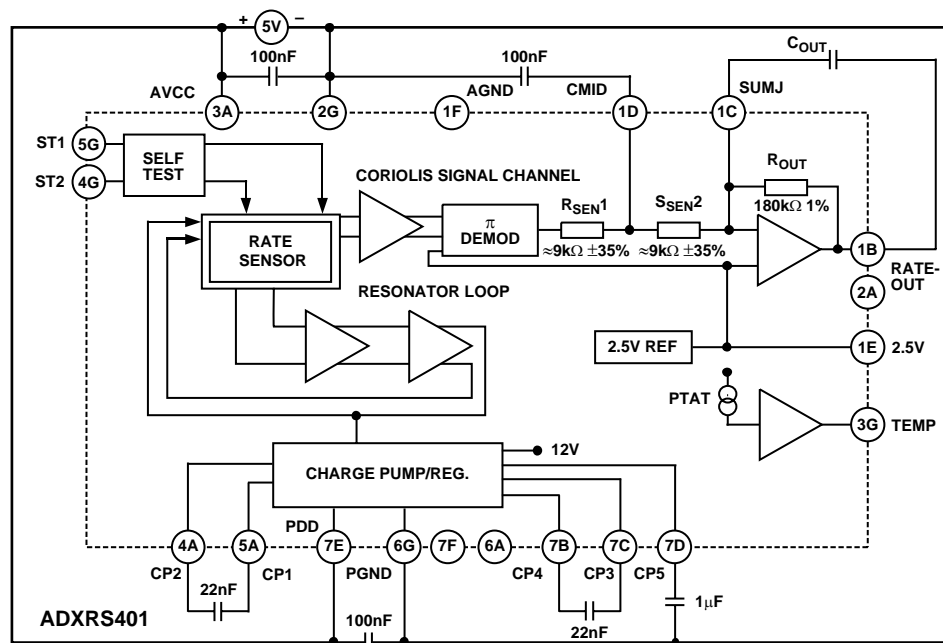 + 5V –
100nF
100nF
COUT
AVCC
AGND
CMID
SUMJ
3A
2G
1F
1D
1C
ST1
5G
ST2
4G
SELF
TEST
CORIOLIS SIGNAL CHANNEL
ROUT
180kΩ 1%
RSEN1
SSEN2
π
DEMOD
≈9kΩ ±35%
≈9kΩ ±35%
RATE
SENSOR
1B
RATE-
OUT
2A
RESONATOR LOOP
2.5V REF
1E 2.5V
PTAT
3G TEMP
12V
CHARGE PUMP/REG.
PDD
4A
5A
7E
6G
7F
6A
7B
7C
7D
CP2
CP1
PGND
CP4
CP3
CP5
22nF
100nF
22nF
1μF
ADXRS401